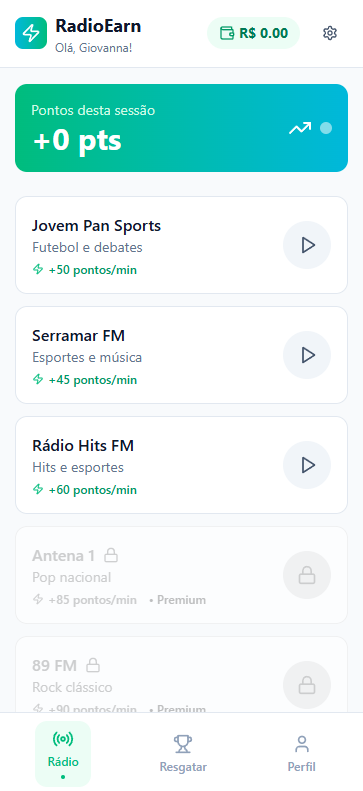 RadioEarn
Olá, Giovanna!
R$ 0.00
Pontos desta sessão
+0 pts
Jovem Pan Sports
Futebol e debates
+50 pontos/min
Serramar FM
Esportes e música
+45 pontos/min
Rádio Hits FM
Hits e esportes
+60 pontos/min
Antena 1
Pop nacional
+85 pontos/min • Premium
89 FM
Rock clássico
+90 pontos/min • Premium
Rádio
Resgatar
Perfil